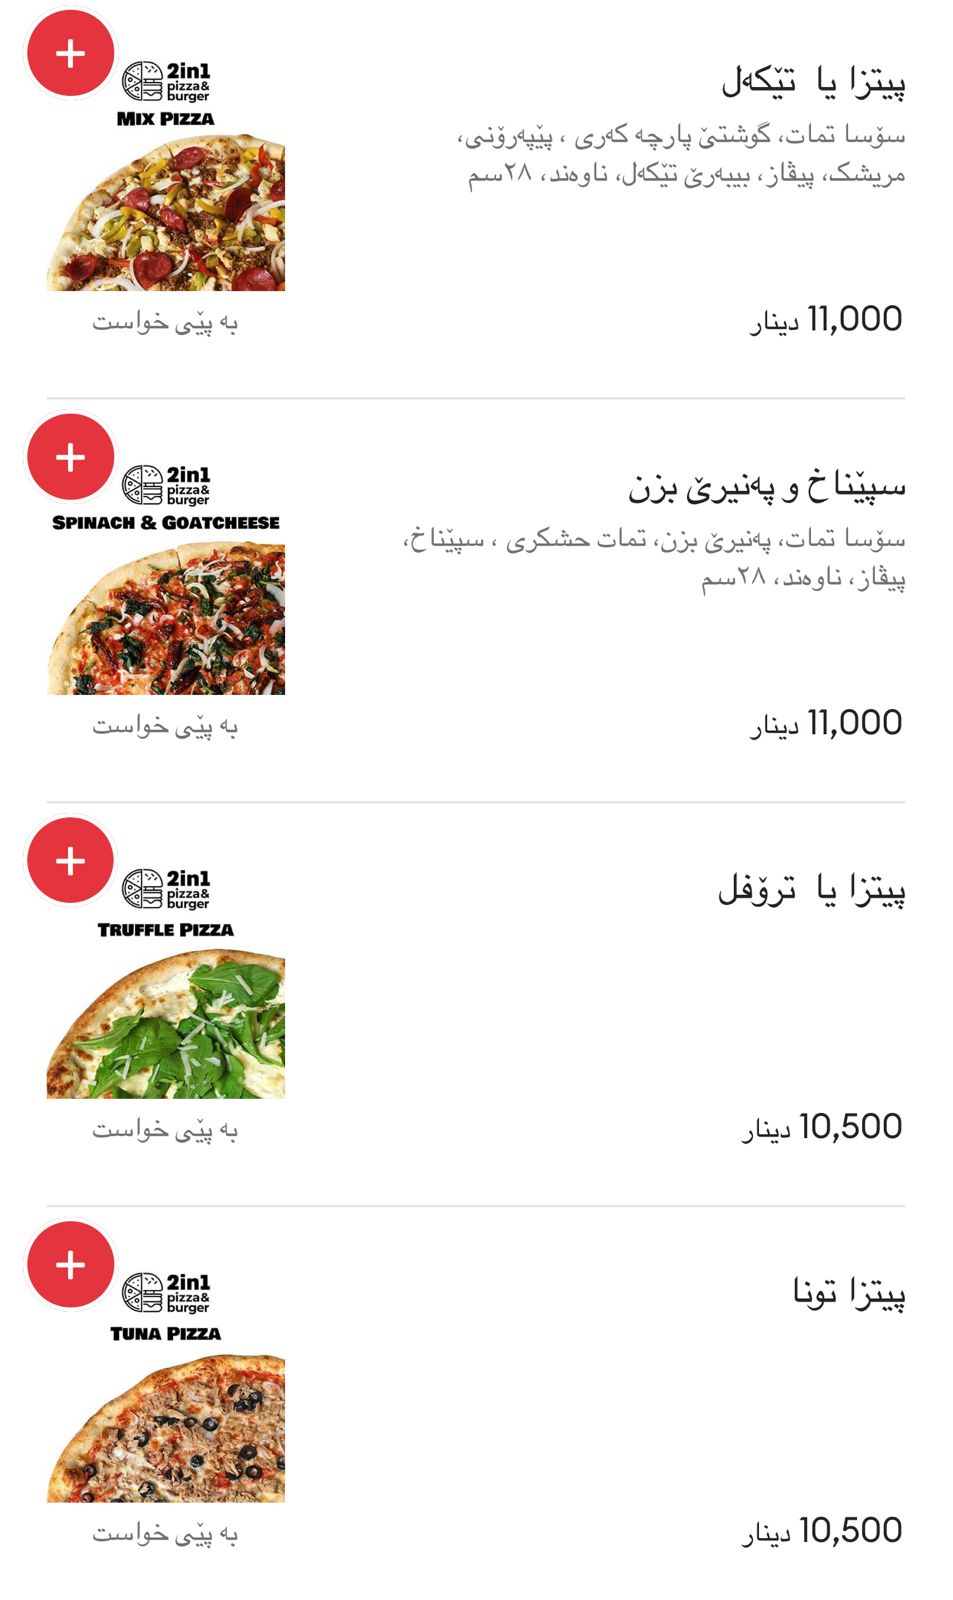 2in1
pizza&
burger
MIX PIZZA
پیتزا یا تێکەل
سۆسا تمات، گوشتێ پارچە کەری ، پێپەرۆنی،
مریشک، پیڤاز، بیبەرێ تێکەل، ناوەند، ٢٨سم
بە پێی خواست
11,000 دینار
2in1
pizza&
burger
SPINACH & GOATCHEESE
سپێناخ و پەنیرێ بزن
سۆسا تمات، پەنیرێ بزن، تمات حشکری ، سپێناخ،
پیڤاز، ناوەند، ٢٨سم
بە پێی خواست
11,000 دینار
2in1
pizza&
burger
TRUFFLE PIZZA
پیتزا یا ترۆفل
بە پێی خواست
10,500 دینار
2in1
pizza&
burger
TUNA PIZZA
پیتزا تونا
بە پێی خواست
10,500 دینار